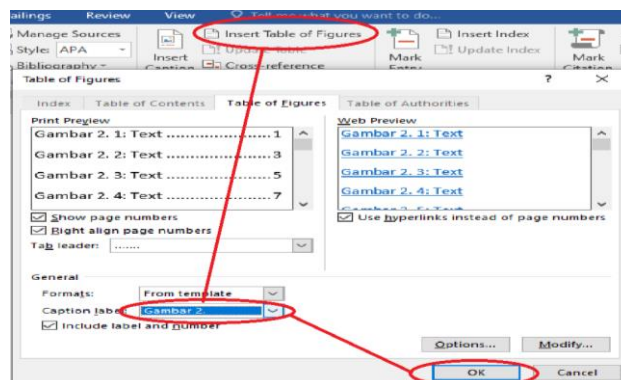 ailings Review View Tell me what you want to do...
Manage Sources
Insert Table of Figures
Insert Index
Style: APA
Update Table
Update Index
Bibliography
Insert
Caption
Cross-reference
Mark
Entry
Mark
Citation
Table of Figures ? ×
Index Table of Contents Table of Figures Table of Authorities
Print Preview
Gambar 2. 1: Text ........................ 1
Gambar 2. 2: Text ........................ 3
Gambar 2. 3: Text ........................ 5
Gambar 2. 4: Text ........................ 7
Web Preview
Gambar 2. 1: Text
Gambar 2. 2: Text
Gambar 2. 3: Text
Gambar 2. 4: Text
Gambar 2. 5: Text
Show page numbers
Right align page numbers
Tab leader: .......
Use hyperlinks instead of page numbers
General
Formats: From template
Caption label: Gambar 2.
Include label and number
Options... Modify...
OK Cancel